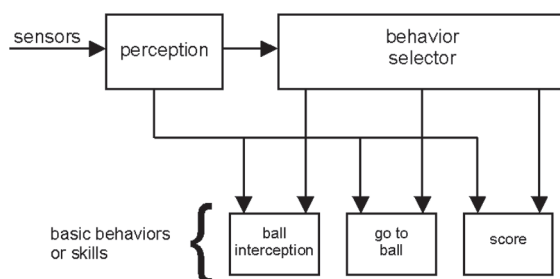 sensors
perception
behavior
selector
basic behaviors
or skills
ball
interception
go to
ball
score